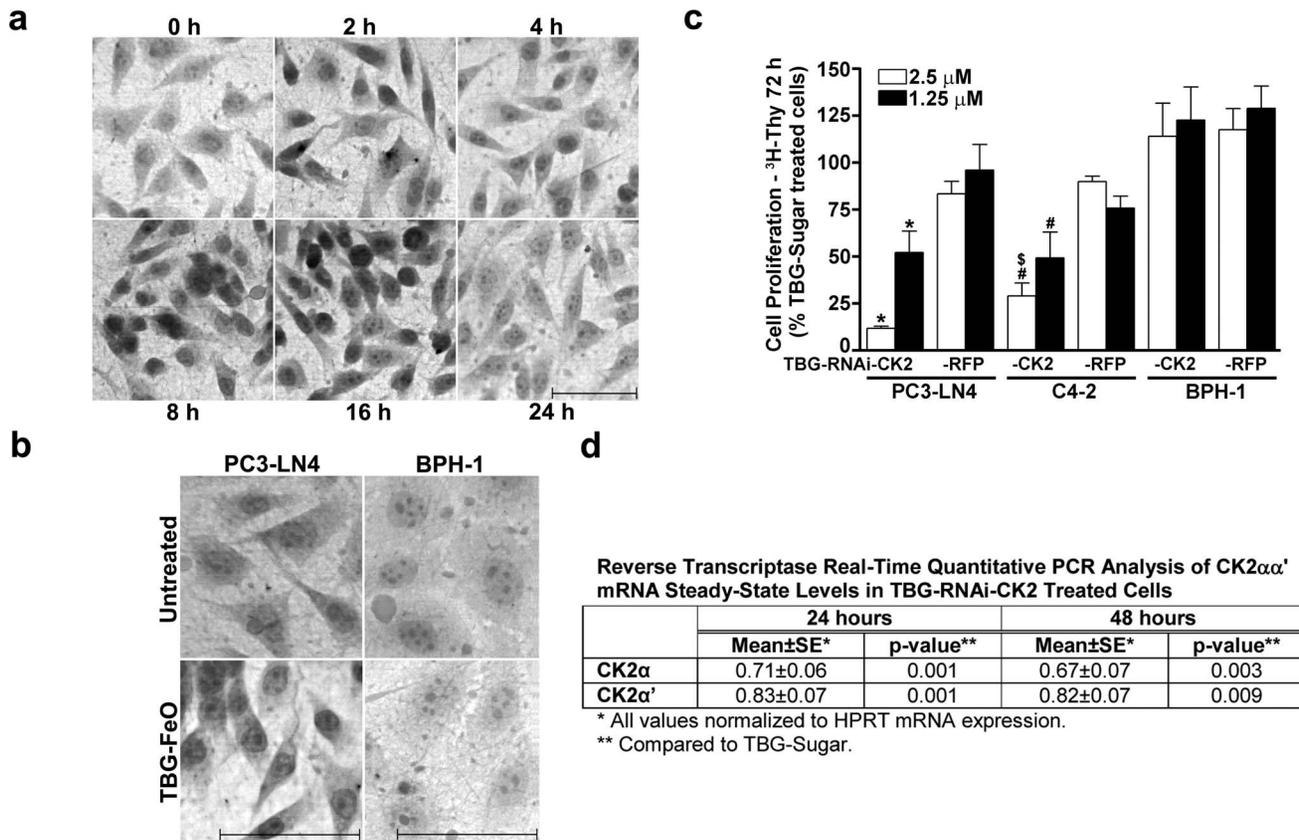 a
0 h 2 h 4 h
8 h 16 h 24 h
b
PC3-LN4 BPH-1
Untreated
TBG-FeO
c
Cell Proliferation - ³H-Thy 72 h
(% TBG-Sugar treated cells)
150
125
100
75
50
25
0
2.5 μM
1.25 μM
* * $ # #
TBG-RNAi-CK2 -RFP -CK2 -RFP -CK2 -RFP
PC3-LN4 C4-2 BPH-1
d
Reverse Transcriptase Real-Time Quantitative PCR Analysis of CK2αα'
mRNA Steady-State Levels in TBG-RNAi-CK2 Treated Cells
24 hours 48 hours
Mean±SE* p-value** Mean±SE* p-value**
CK2α 0.71±0.06 0.001 0.67±0.07 0.003
CK2α' 0.83±0.07 0.001 0.82±0.07 0.009
* All values normalized to HPRT mRNA expression.
** Compared to TBG-Sugar.